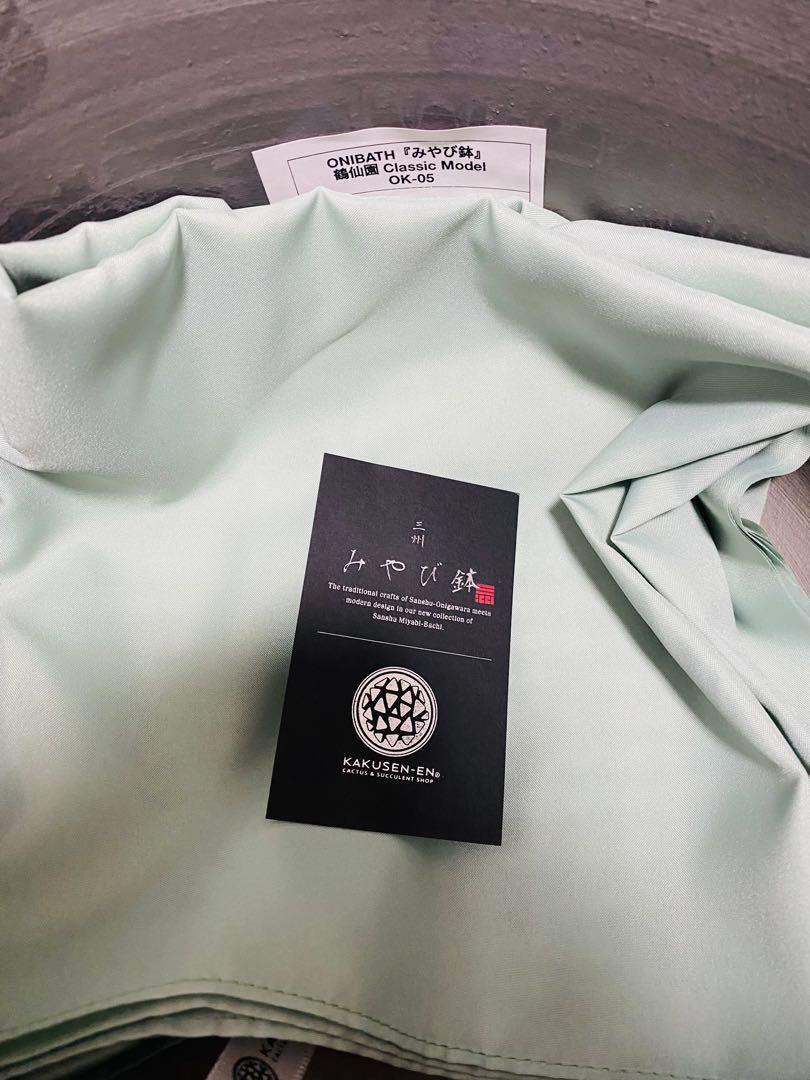 ONIBATH『みやび鉢』
鶴仙園 Classic Model
OK-05
三州
みやび鉢
The traditional crafts of Sanshu-Onigawara meets
modern design in our new collection of
Sanshu Miyabi-Bachi.
KAKUSEN-EN®
CACTUS & SUCCULENT SHOP
KA